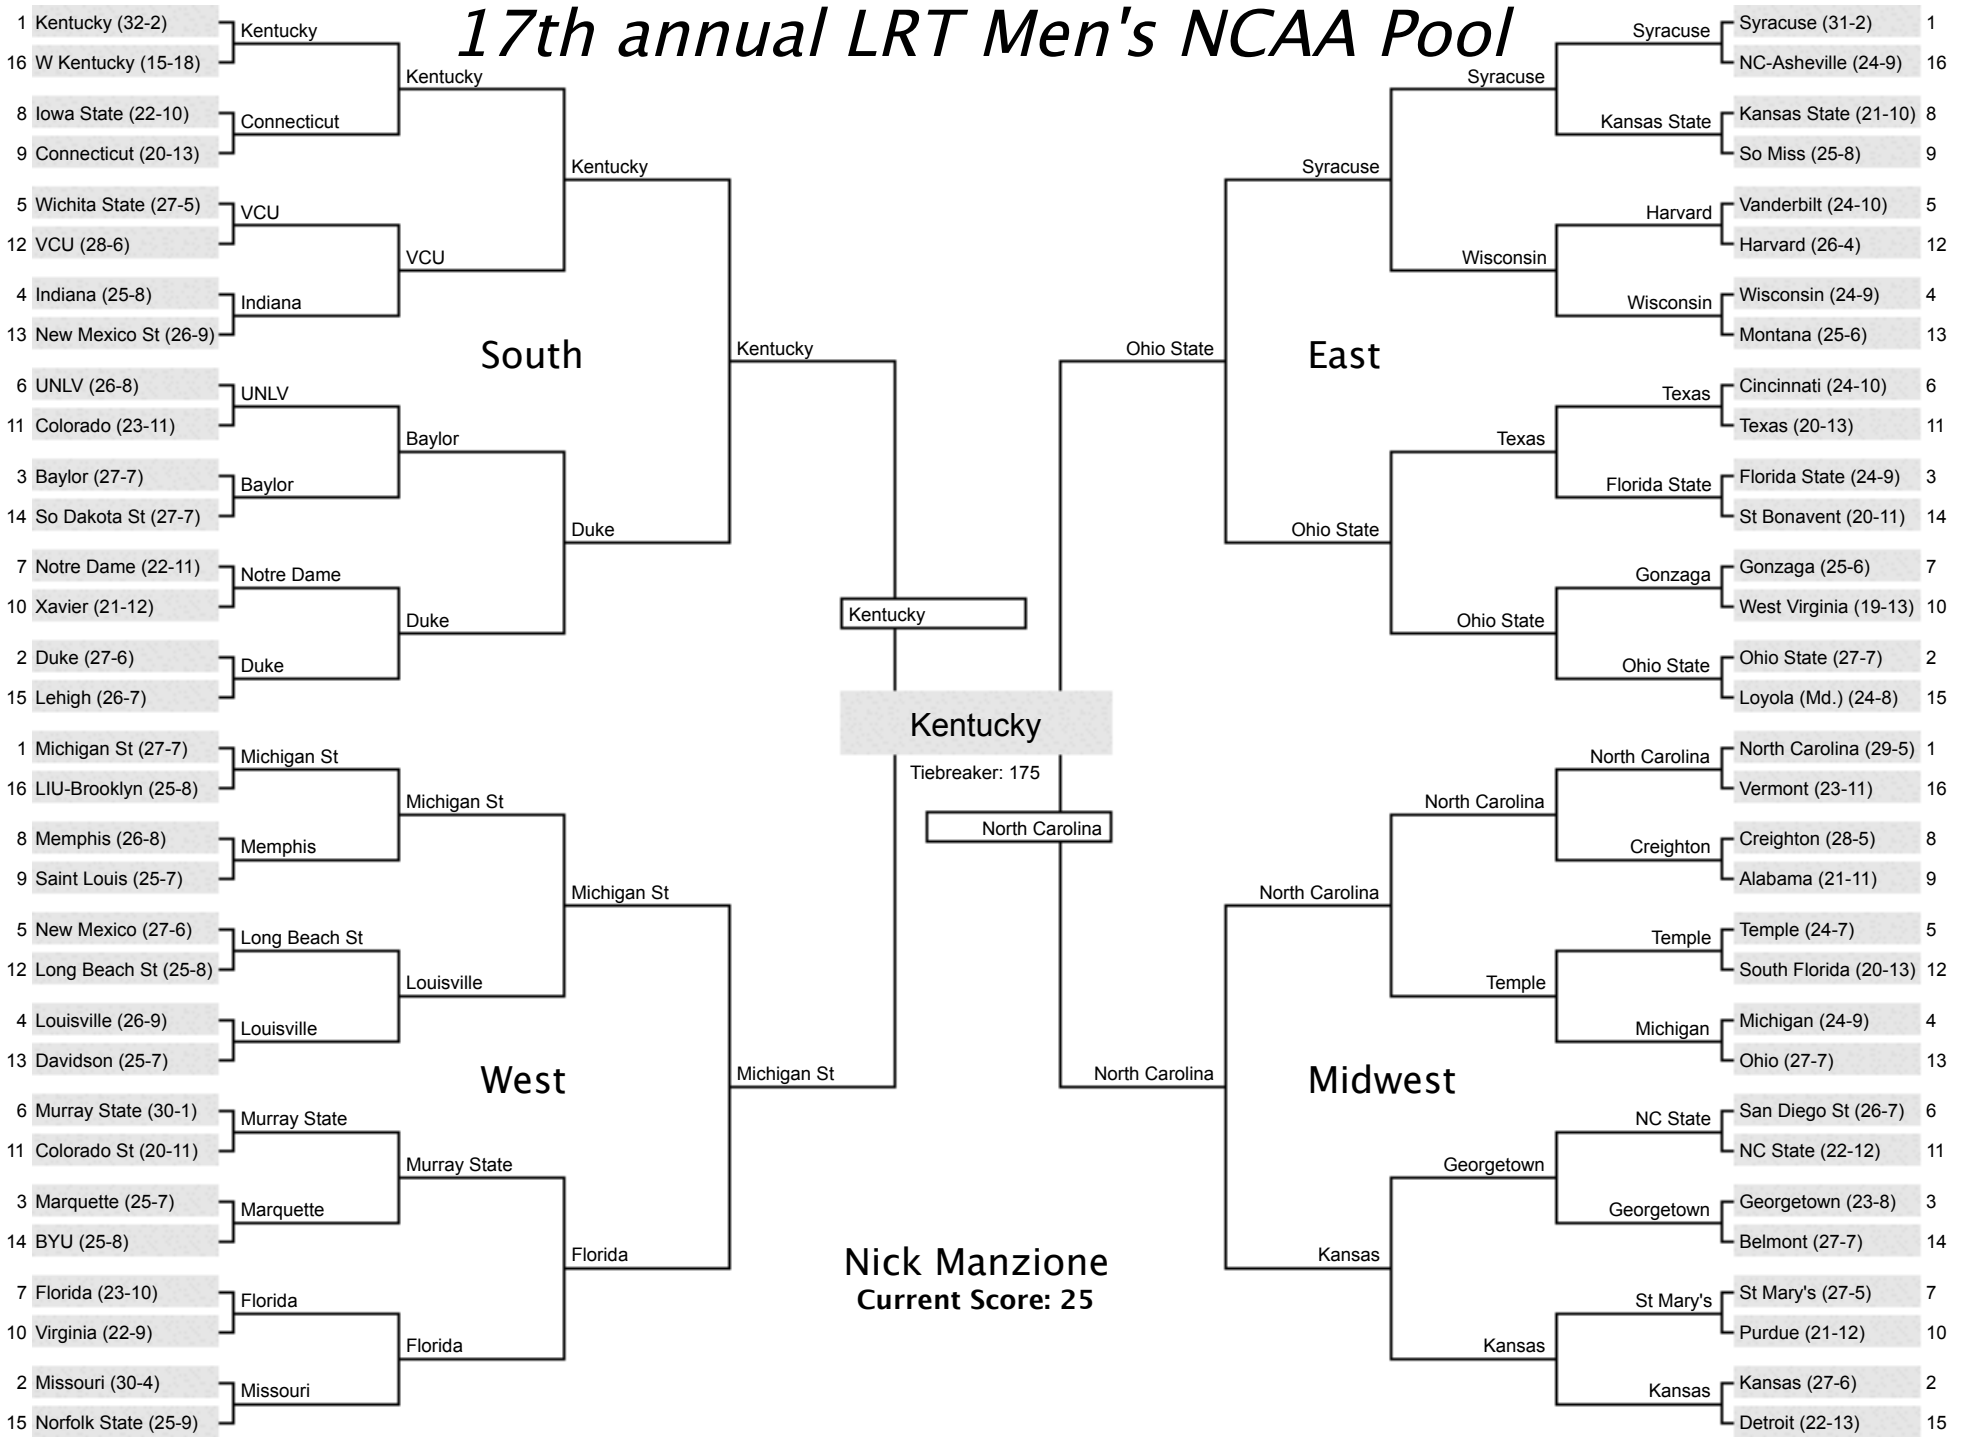 17th annual LRT Men's NCAA Pool
1 Kentucky (32-2)
16 W Kentucky (15-18)
8 Iowa State (22-10)
9 Connecticut (20-13)
5 Wichita State (27-5)
12 VCU (28-6)
4 Indiana (25-8)
13 New Mexico St (26-9)
6 UNLV (26-8)
11 Colorado (23-11)
3 Baylor (27-7)
14 So Dakota St (27-7)
7 Notre Dame (22-11)
10 Xavier (21-12)
2 Duke (27-6)
15 Lehigh (26-7)
Kentucky
Connecticut
VCU
Indiana
UNLV
Baylor
Notre Dame
Duke
Kentucky
VCU
Baylor
Duke
Kentucky
Duke
Kentucky
South
1 Michigan St (27-7)
16 LIU-Brooklyn (25-8)
8 Memphis (26-8)
9 Saint Louis (25-7)
5 New Mexico (27-6)
12 Long Beach St (25-8)
4 Louisville (26-9)
13 Davidson (25-7)
6 Murray State (30-1)
11 Colorado St (20-11)
3 Marquette (25-7)
14 BYU (25-8)
7 Florida (23-10)
10 Virginia (22-9)
2 Missouri (30-4)
15 Norfolk State (25-9)
Michigan St
Memphis
Long Beach St
Louisville
Murray State
Marquette
Florida
Missouri
Michigan St
Louisville
Murray State
Florida
Michigan St
Florida
Michigan St
West
Kentucky
Kentucky
Tiebreaker: 175
North Carolina
Nick Manzione
Current Score: 25
Syracuse (31-2) 1
NC-Asheville (24-9) 16
Kansas State (21-10) 8
So Miss (25-8) 9
Vanderbilt (24-10) 5
Harvard (26-4) 12
Wisconsin (24-9) 4
Montana (25-6) 13
Cincinnati (24-10) 6
Texas (20-13) 11
Florida State (24-9) 3
St Bonavent (20-11) 14
Gonzaga (25-6) 7
West Virginia (19-13) 10
Ohio State (27-7) 2
Loyola (Md.) (24-8) 15
Syracuse
Kansas State
Harvard
Wisconsin
Texas
Florida State
Gonzaga
Ohio State
Syracuse
Wisconsin
Texas
Ohio State
Syracuse
Ohio State
Ohio State
East
North Carolina (29-5) 1
Vermont (23-11) 16
Creighton (28-5) 8
Alabama (21-11) 9
Temple (24-7) 5
South Florida (20-13) 12
Michigan (24-9) 4
Ohio (27-7) 13
San Diego St (26-7) 6
NC State (22-12) 11
Georgetown (23-8) 3
Belmont (27-7) 14
St Mary's (27-5) 7
Purdue (21-12) 10
Kansas (27-6) 2
Detroit (22-13) 15
North Carolina
Creighton
Temple
Michigan
NC State
Georgetown
St Mary's
Kansas
North Carolina
Temple
Georgetown
Kansas
North Carolina
Kansas
North Carolina
Midwest